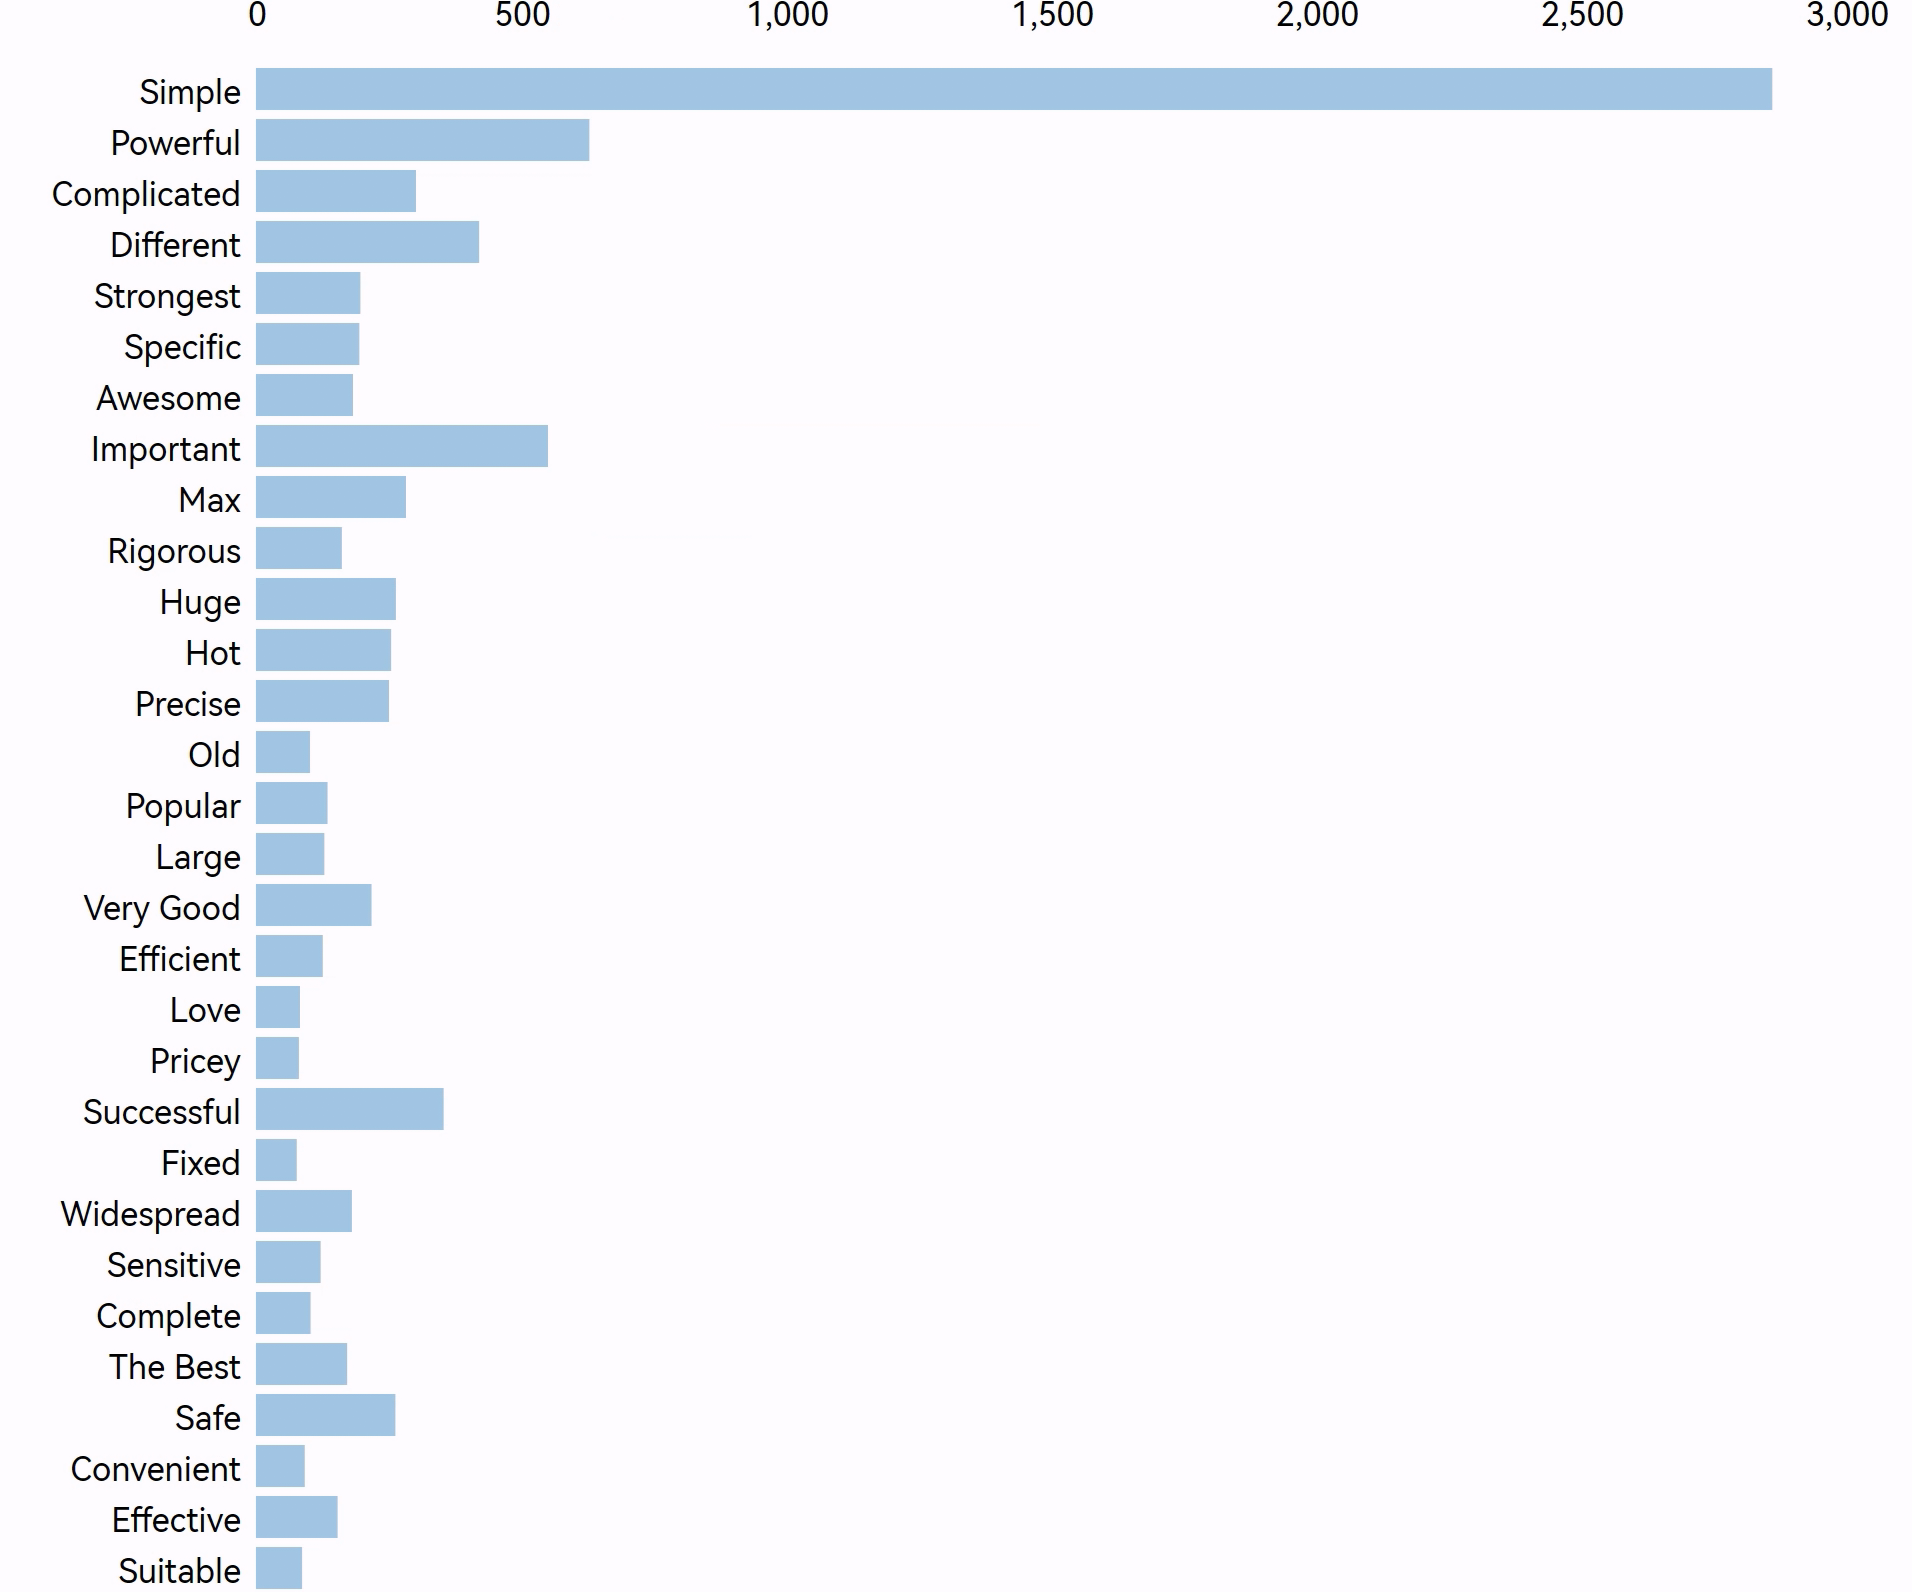 0 500 1,000 1,500 2,000 2,500 3,000
Simple
Powerful
Complicated
Different
Strongest
Specific
Awesome
Important
Max
Rigorous
Huge
Hot
Precise
Old
Popular
Large
Very Good
Efficient
Love
Pricey
Successful
Fixed
Widespread
Sensitive
Complete
The Best
Safe
Convenient
Effective
Suitable